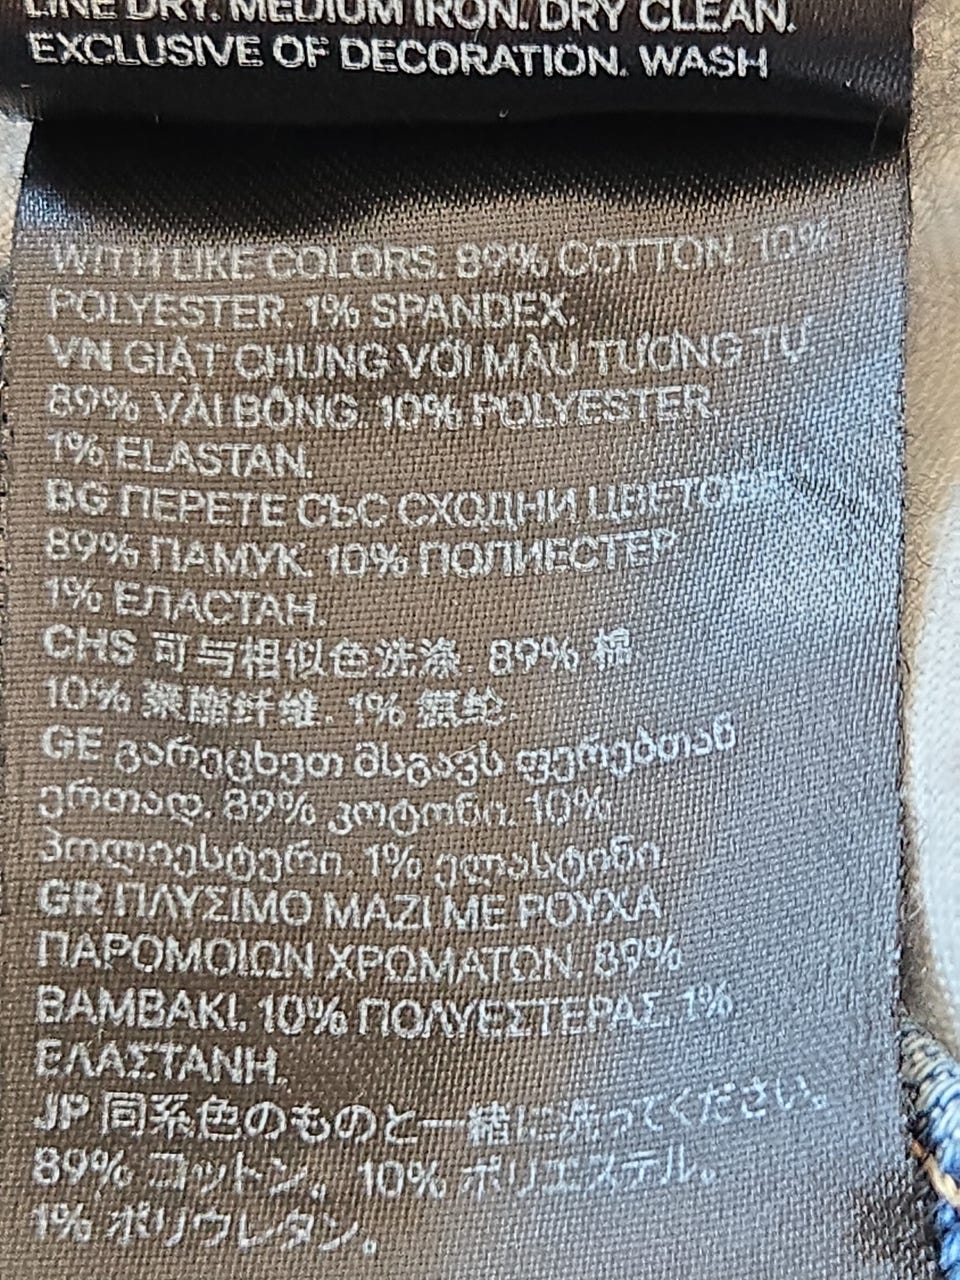 LINE DRY. MEDIUM IRON. DRY CLEAN.
EXCLUSIVE OF DECORATION. WASH
WITH LIKE COLORS. 89% COTTON. 10%
POLYESTER. 1% SPANDEX.
VN GIẶT CHUNG VỚI MÀU TƯƠNG TỰ
89% VẢI BÔNG. 10% POLYESTER.
1% ELASTAN.
BG ПЕРЕТЕ СЪС СХОДНИ ЦВЕТОВЕ
89% ПАМУК. 10% ПОЛИЕСТЕР
1% ЕЛАСТАН.
CHS 可与相似色洗涤. 89% 棉.
10% 聚酯纤维. 1% 氨纶.
GE გარეცხეთ მსგავს ფერებთან
ერთად. 89% კოტონი. 10%
პოლიესტერი. 1% ელასტინი
GR ΠΛΥΣΙΜΟ ΜΑΖΙ ΜΕ ΡΟΥΧΑ
ΠΑΡΟΜΟΙΩΝ ΧΡΩΜΑΤΩΝ. 89%
ΒΑΜΒΑΚΙ. 10% ΠΟΛΥΕΣΤΕΡΑΣ. 1%
ΕΛΑΣΤΑΝΗ.
JP 同系色のものと一緒に洗ってください。
89% コットン。 10% ポリエステル。
1% ポリウレタン。